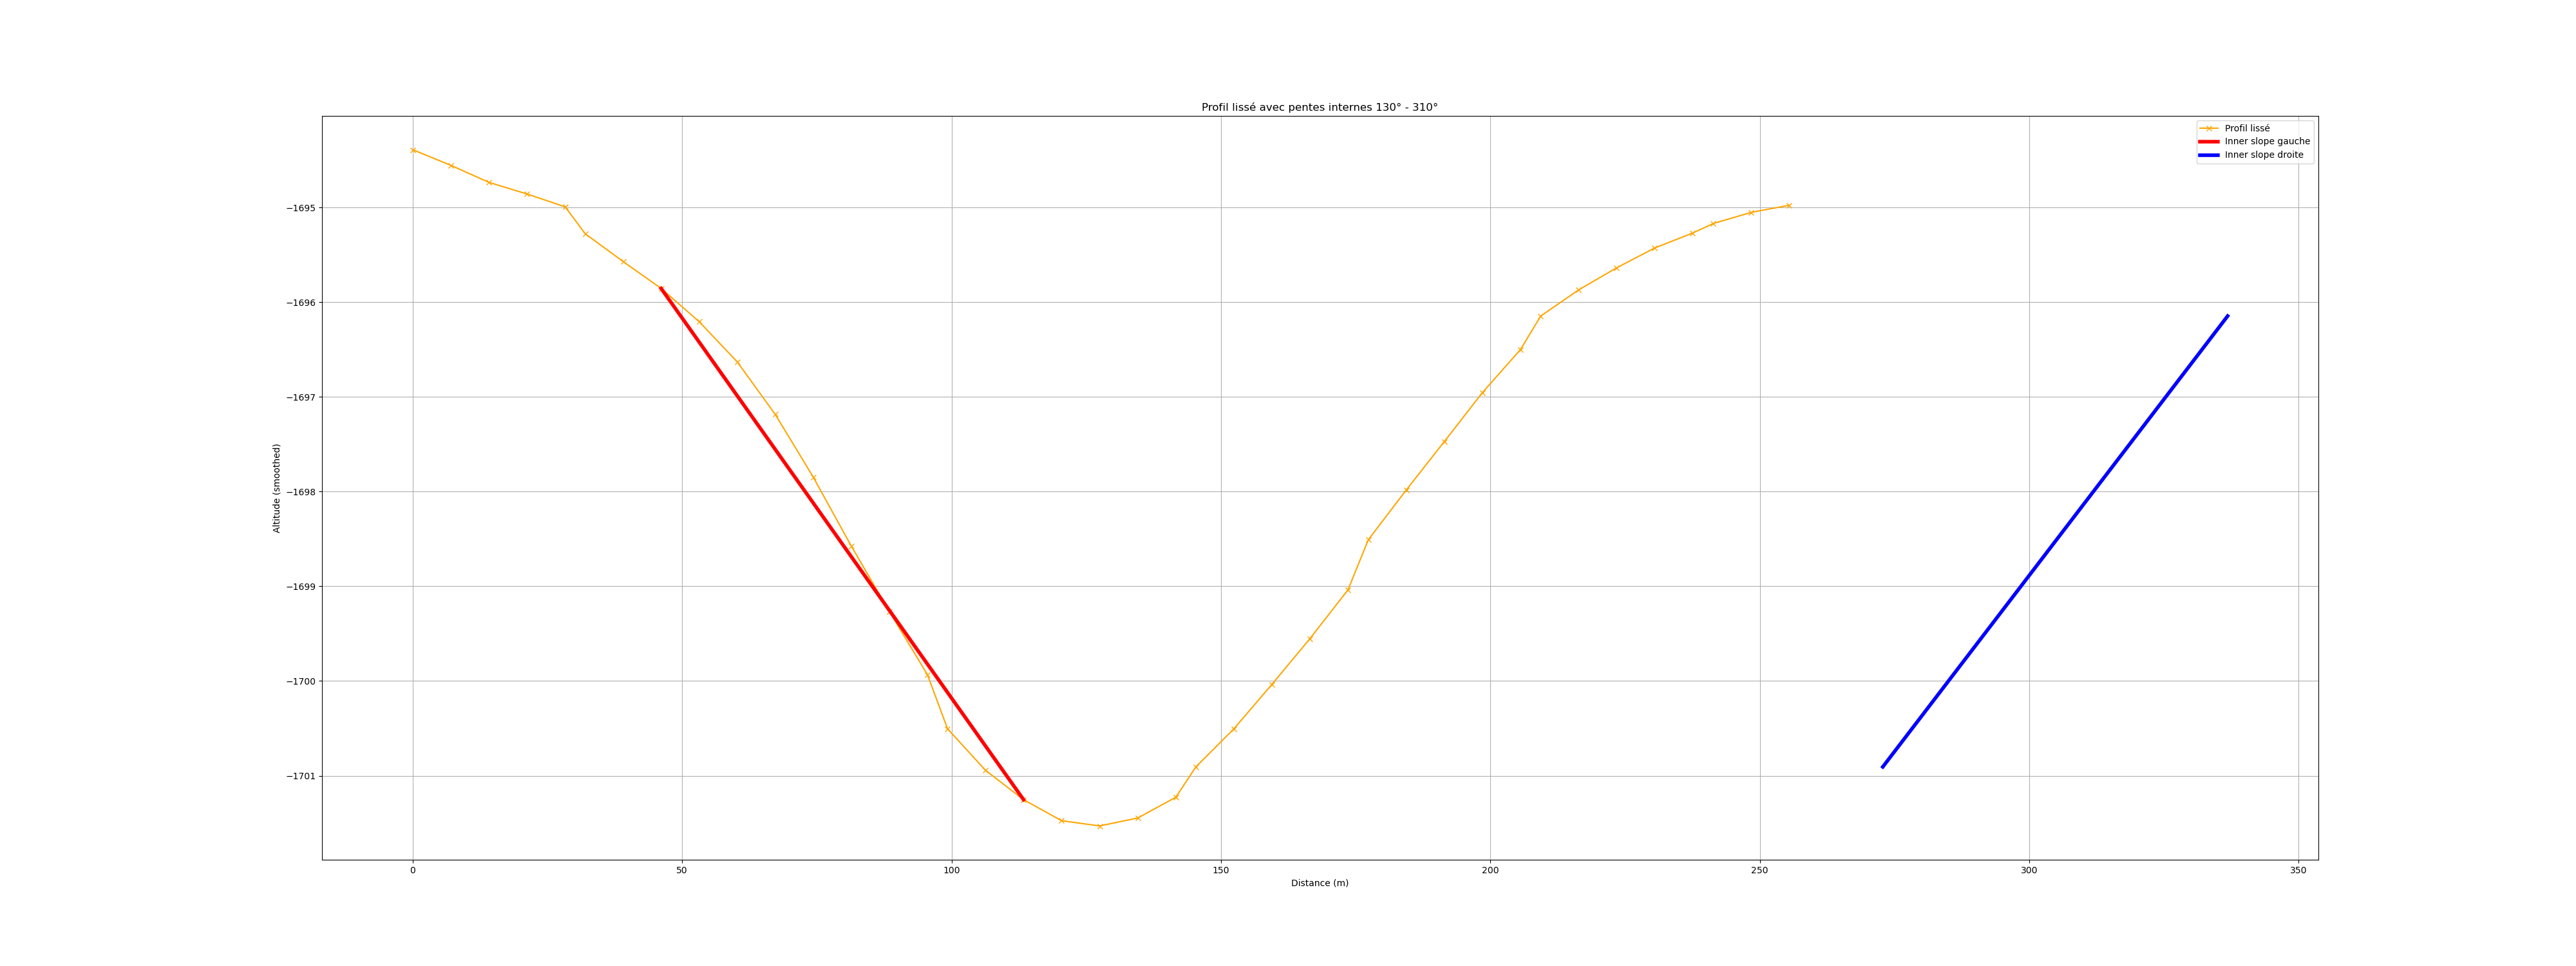 Profil lissé avec pentes internes 130° - 310°
Profil lissé
Inner slope gauche
Inner slope droite
Altitude (smoothed)
−1695
−1696
−1697
−1698
−1699
−1700
−1701
0
50
100
150
200
250
300
350
Distance (m)